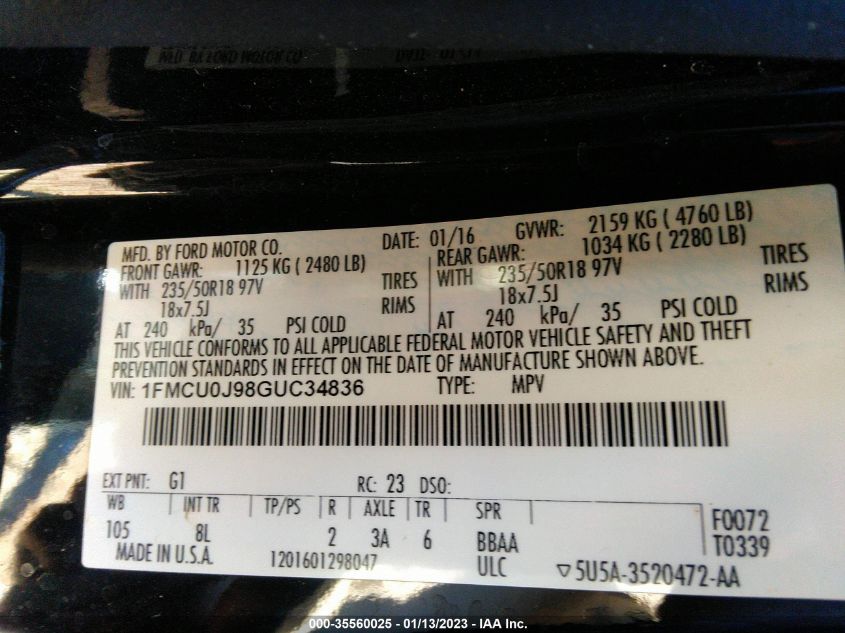 MFD. BY FORD MOTOR CO.
DATE: 01/16 GVWR: 2159 KG ( 4760 LB)
FRONT GAWR: 1125 KG ( 2480 LB)
WITH 235/50R18 97V TIRES
18x7.5J RIMS
AT 240 kPa/ 35 PSI COLD
REAR GAWR: 1034 KG ( 2280 LB)
WITH 235/50R18 97V TIRES
18x7.5J RIMS
AT 240 kPa/ 35 PSI COLD
THIS VEHICLE CONFORMS TO ALL APPLICABLE FEDERAL MOTOR VEHICLE SAFETY AND THEFT
PREVENTION STANDARDS IN EFFECT ON THE DATE OF MANUFACTURE SHOWN ABOVE.
VIN: 1FMCU0J98GUC34836 TYPE: MPV
EXT PNT: G1 RC: 23 DSO:
WB INT TR TP/PS R AXLE TR SPR
105 8L 2 3A 6 BBAA
F0072
T0339
MADE IN U.S.A. 1201601298047 ULC ▽5U5A-3520472-AA
000-35560025 - 01/13/2023 - IAA Inc.